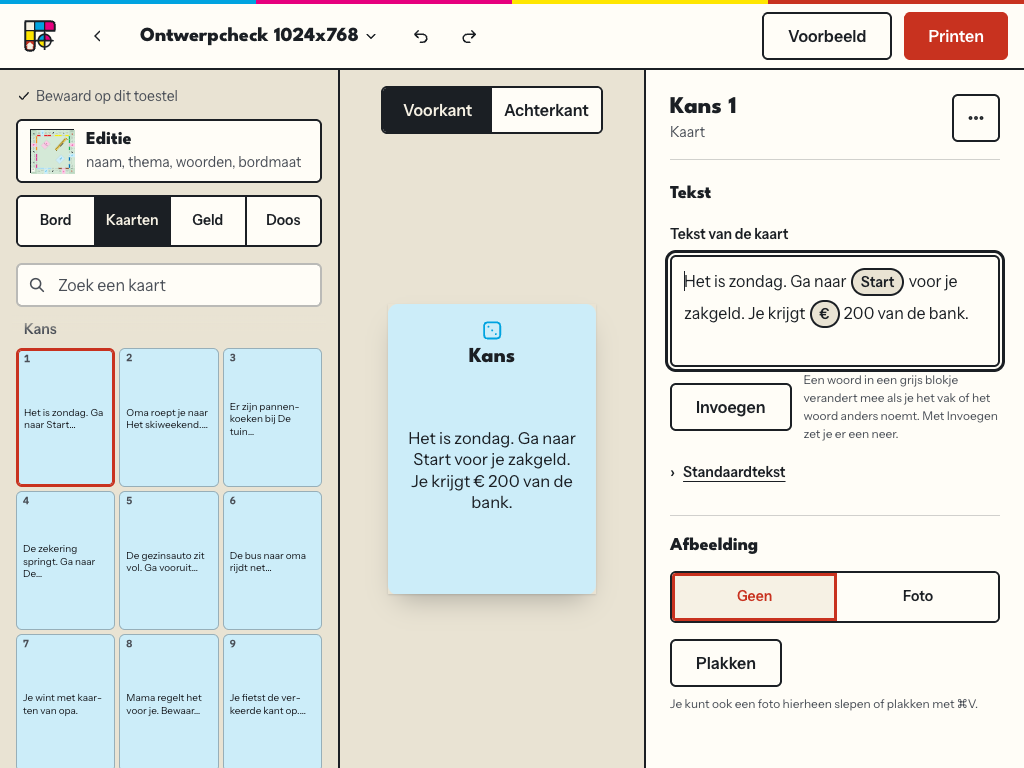 Ontwerpcheck 1024x768
Voorbeeld
Printen
Bewaard op dit toestel
Editie
naam, thema, woorden, bordmaat
Bord
Kaarten
Geld
Doos
Zoek een kaart
Kans
1
Het is zondag. Ga
naar Start...
2
Oma roept je naar
Het skiweekend....
3
Er zijn pannen-
koeken bij De
tuin...
4
De zekering
springt. Ga naar
De...
5
De gezinsauto zit
vol. Ga vooruit...
6
De bus naar oma
rijdt net...
7
Je wint met kaar-
ten van opa.
8
Mama regelt het
voor je. Bewaar...
9
Je fietst de ver-
keerde kant op....
Voorkant
Achterkant
Kans
Het is zondag. Ga naar
Start voor je zakgeld.
Je krijgt € 200 van de
bank.
Kans 1
Kaart
Tekst
Tekst van de kaart
Het is zondag. Ga naar Start voor je
zakgeld. Je krijgt € 200 van de bank.
Invoegen
Een woord in een grijs blokje
verandert mee als je het vak of het
woord anders noemt. Met Invoegen
zet je er een neer.
› Standaardtekst
Afbeelding
Geen
Foto
Plakken
Je kunt ook een foto hierheen slepen of plakken met ⌘V.